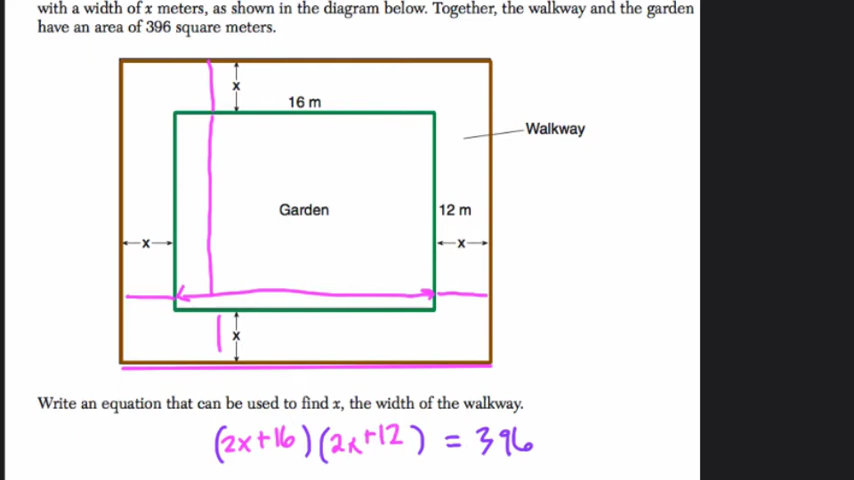 with a width of x meters, as shown in the diagram below. Together, the walkway and the garden
have an area of 396 square meters.
x
16 m
Walkway
Garden
12 m
x
x
x
Write an equation that can be used to find x, the width of the walkway.
(2x+16)(2x+12) = 396